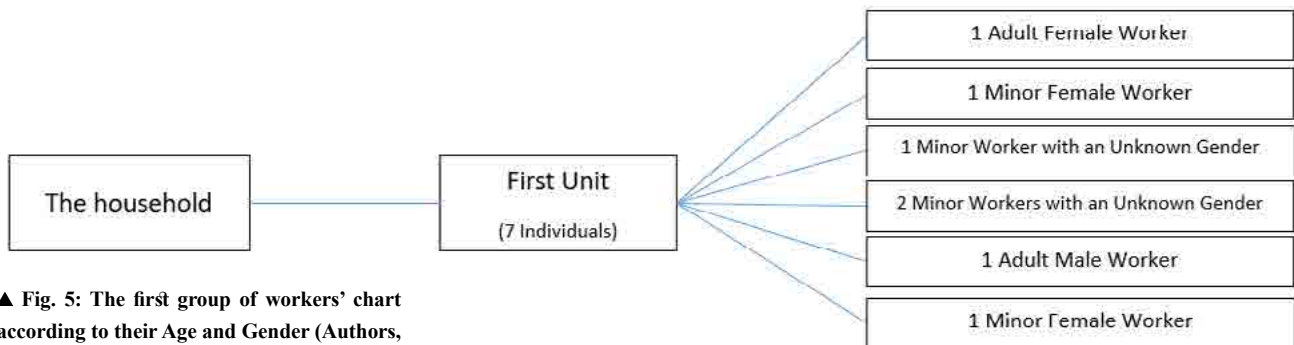 The household
First Unit
(7 Individuals)
1 Adult Female Worker
1 Minor Female Worker
1 Minor Worker with an Unknown Gender
2 Minor Workers with an Unknown Gender
1 Adult Male Worker
1 Minor Female Worker
▲ Fig. 5: The first group of workers' chart
according to their Age and Gender (Authors,